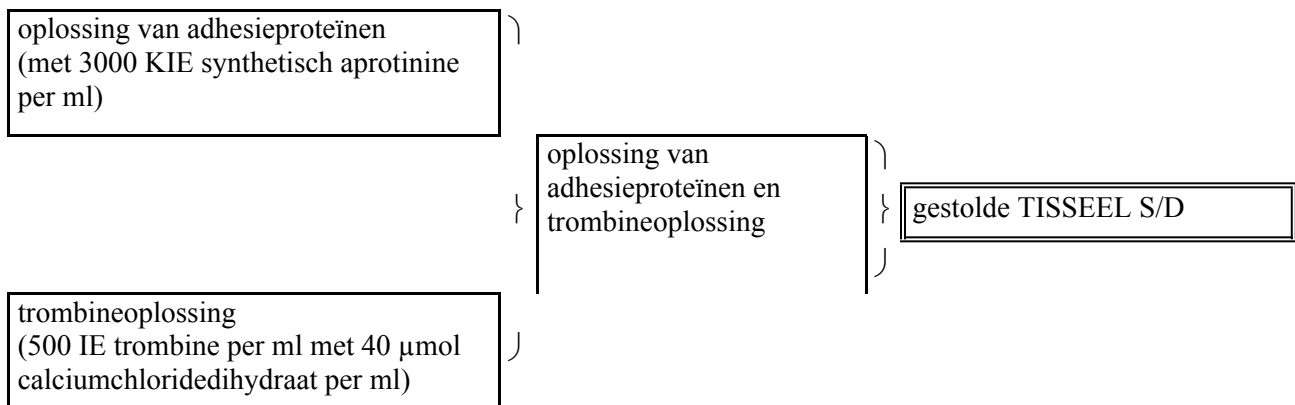 oplossing van adhesieproteïnen
(met 3000 KIE synthetisch aprotinine
per ml)
oplossing van
adhesieproteïnen en
trombineoplossing
gestolde TISSEEL S/D
trombineoplossing
(500 IE trombine per ml met 40 µmol
calciumchloridedihydraat per ml)